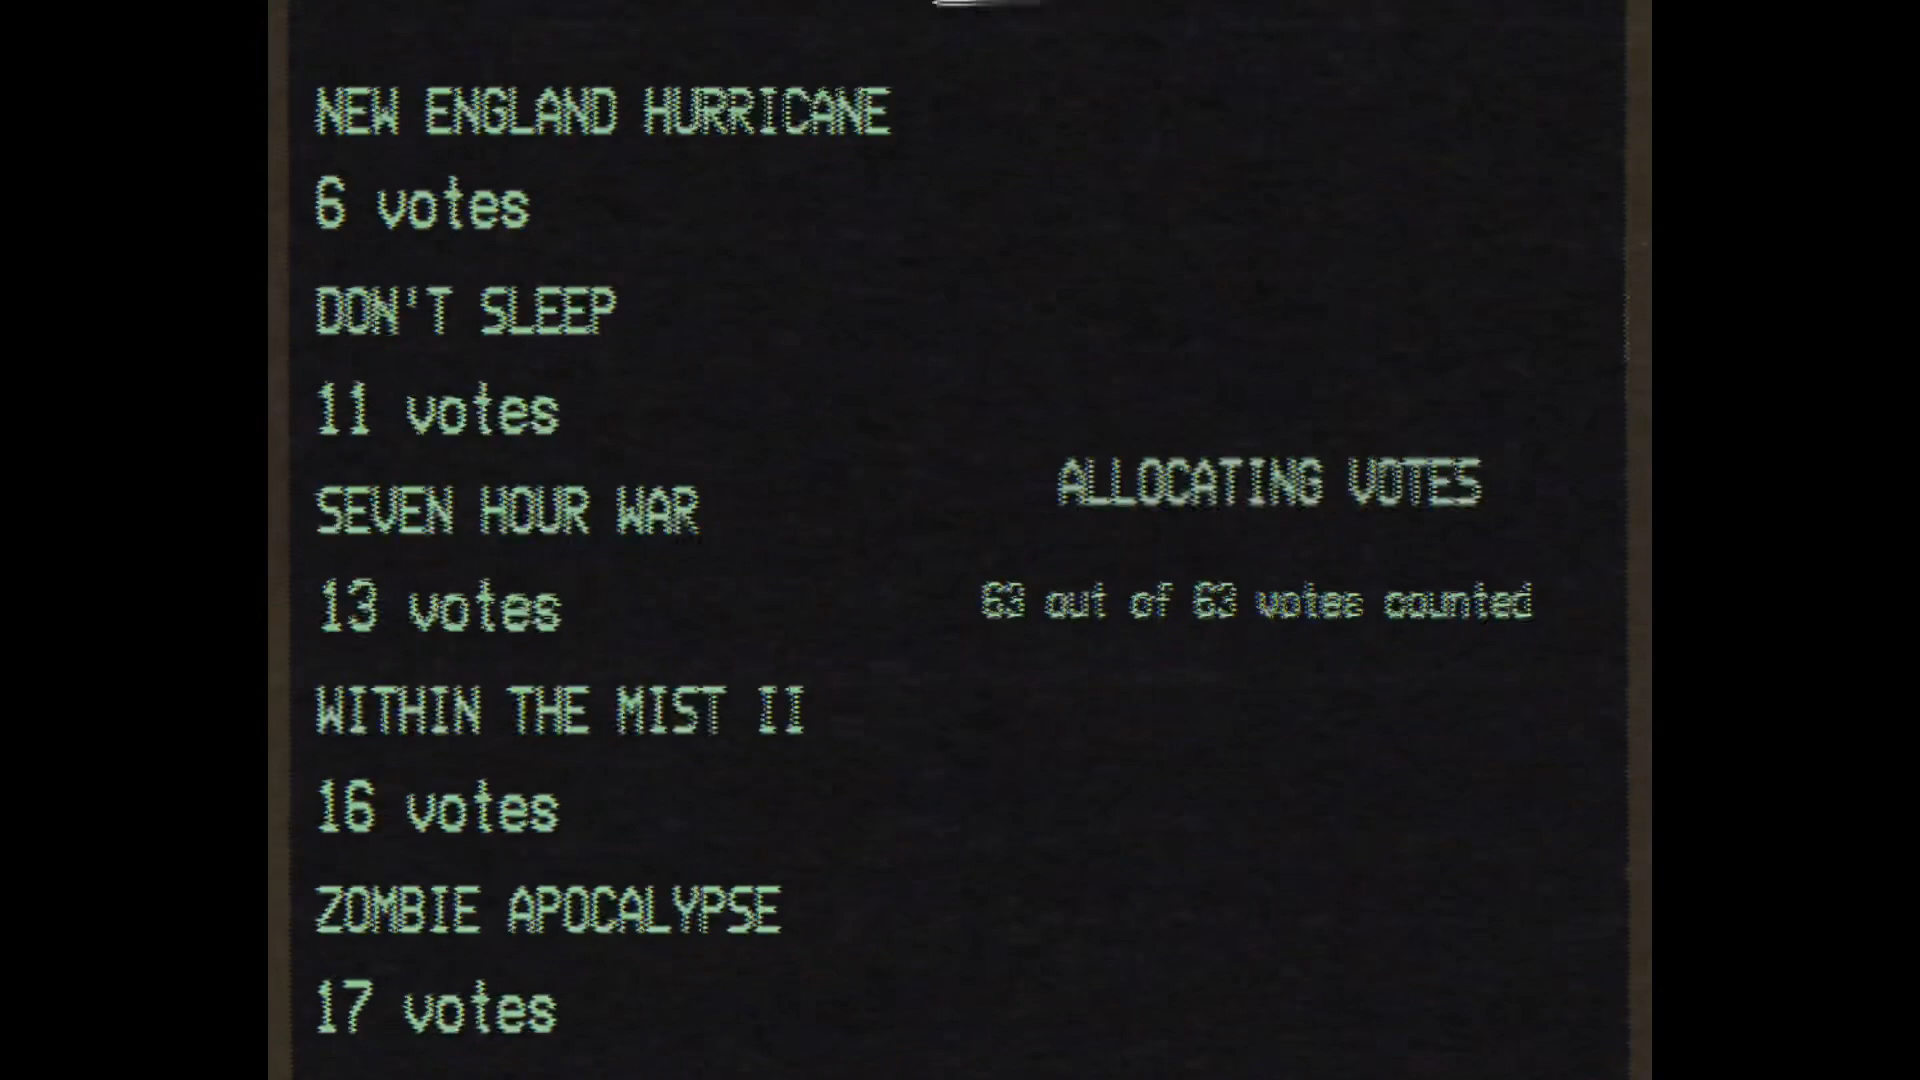 NEW ENGLAND HURRICANE
6 votes
DON'T SLEEP
11 votes
SEVEN HOUR WAR
13 votes
WITHIN THE MIST II
16 votes
ZOMBIE APOCALYPSE
17 votes
ALLOCATING VOTES
63 out of 63 votes counted